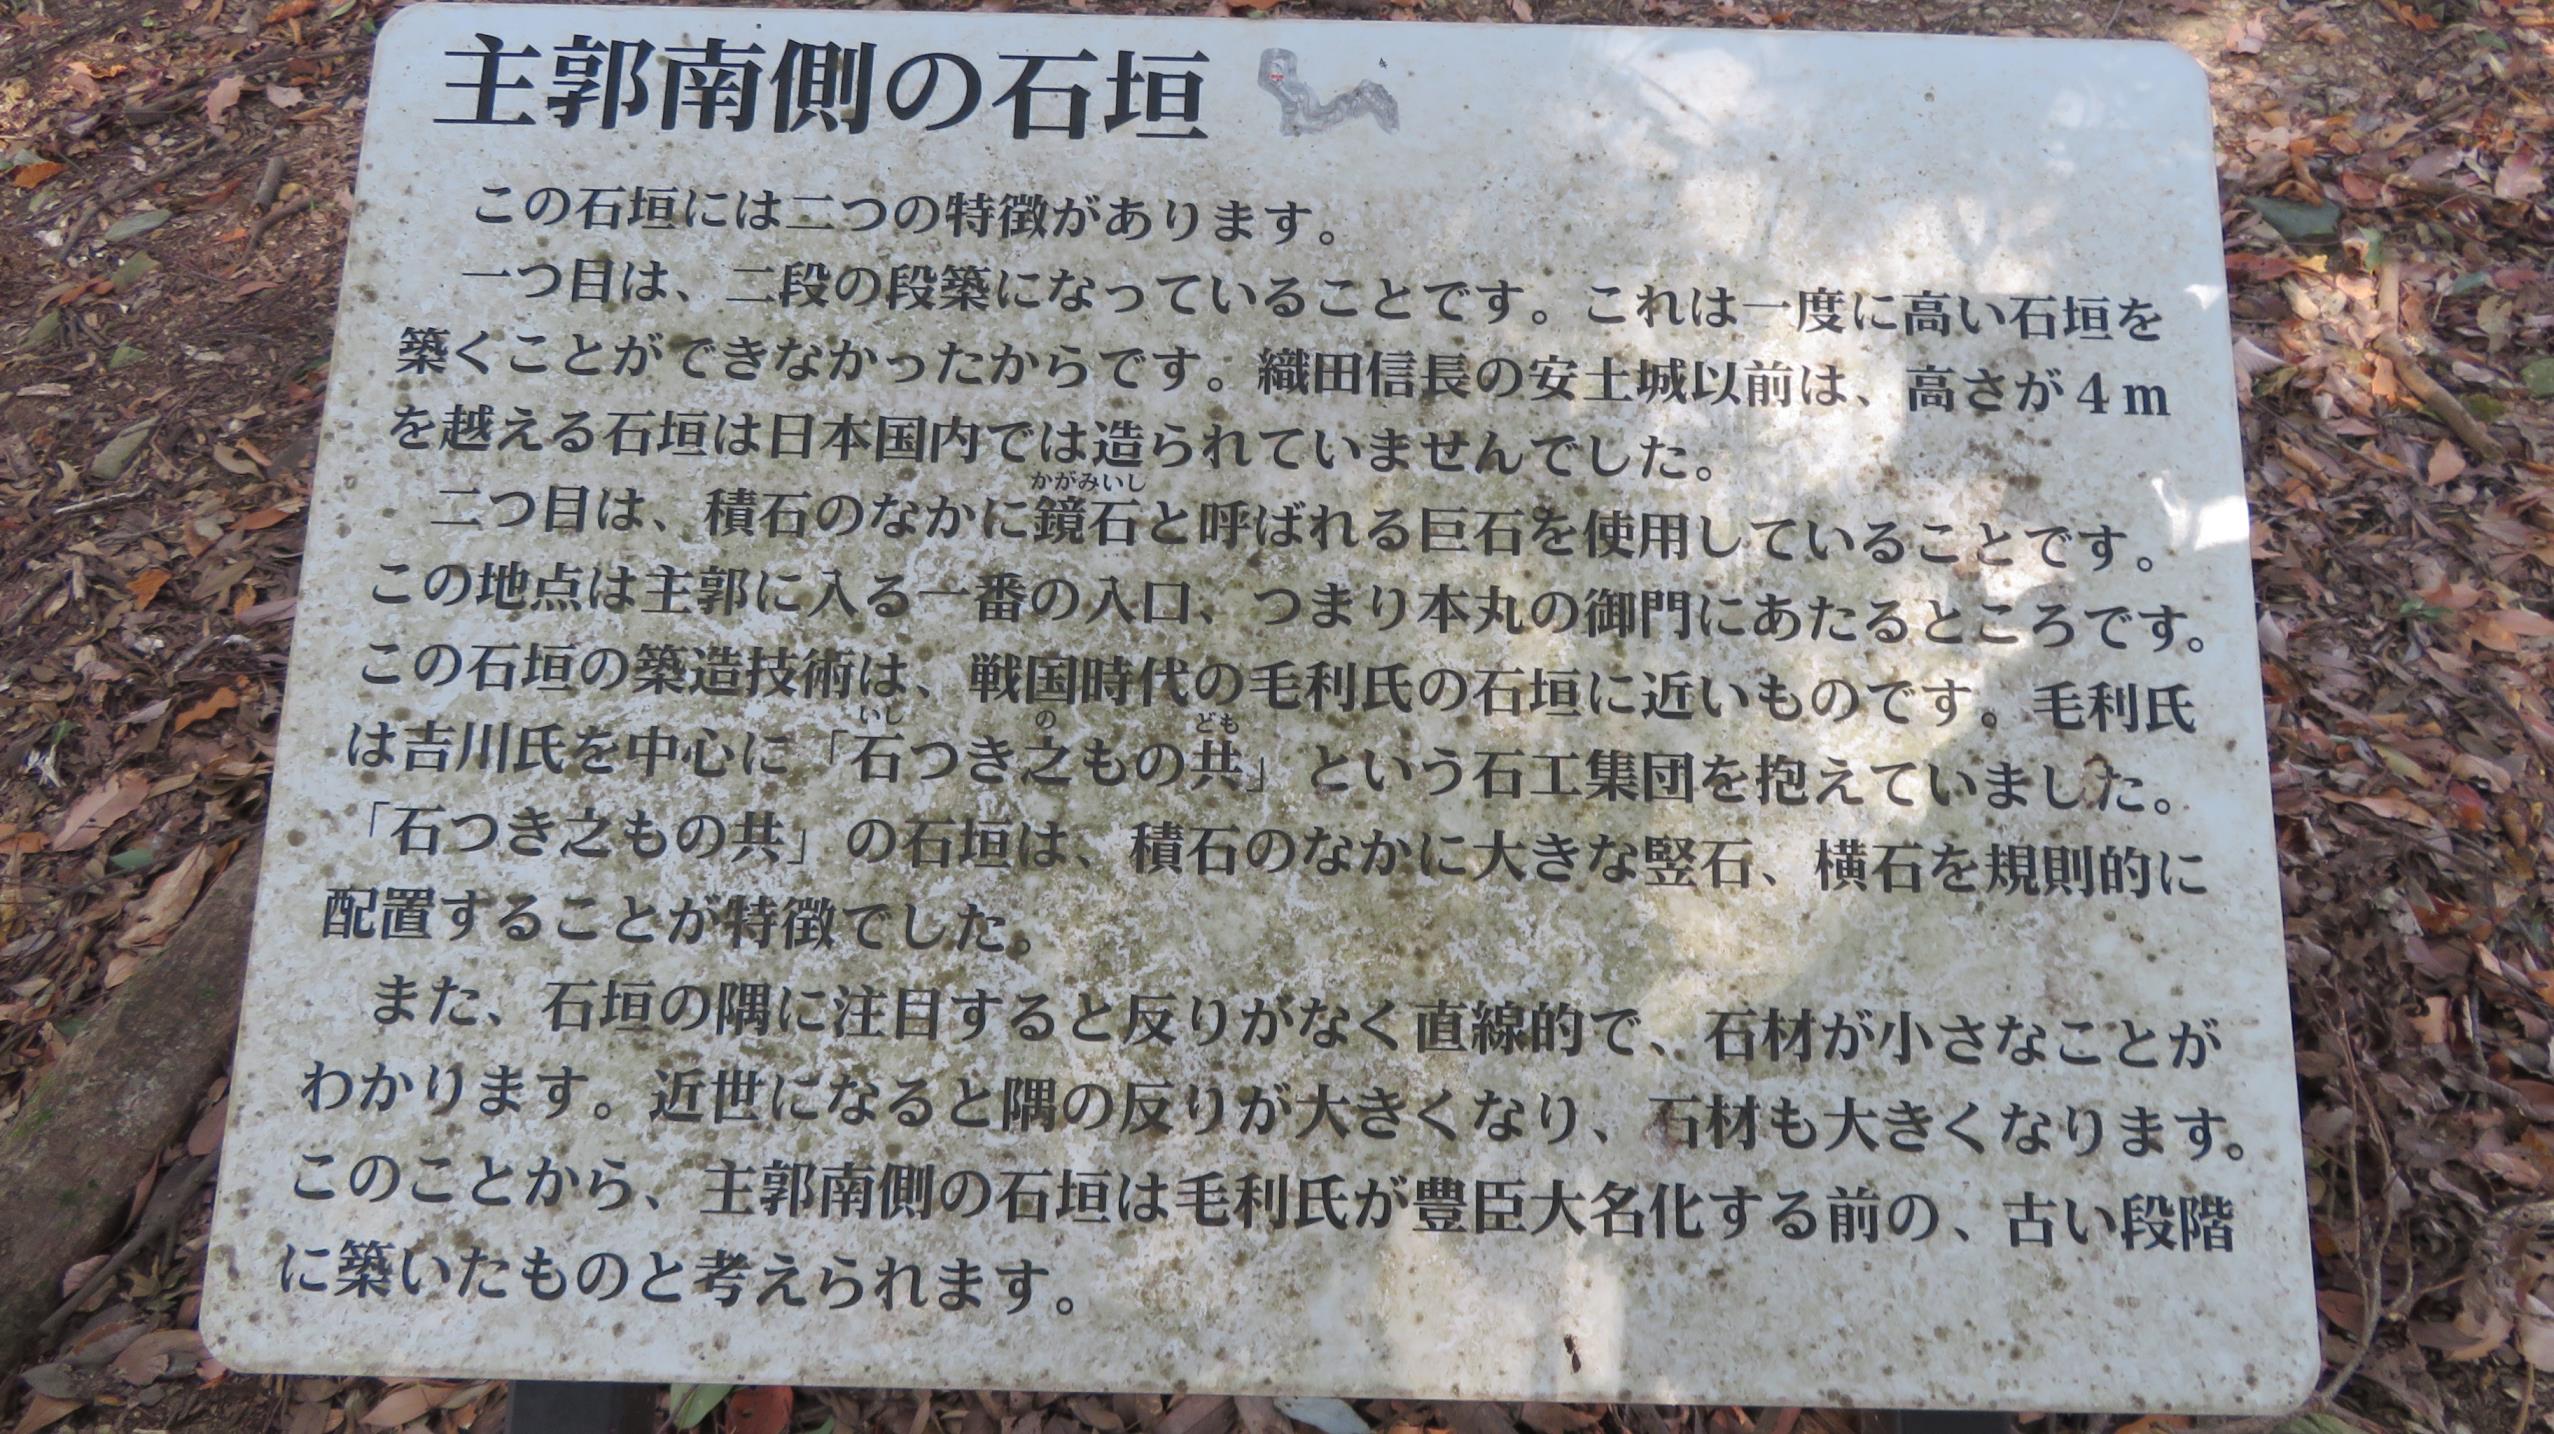 主郭南側の石垣
この石垣には二つの特徴があります。
一つ目は、二段の段築になっていることです。これは一度に高い石垣を
築くことができなかったからです。織田信長の安土城以前は、高さが4m
を越える石垣は日本国内では造られていませんでした。
かがみいし
二つ目は、積石のなかに鏡石と呼ばれる巨石を使用していることです。
この地点は主郭に入る一番の入口、つまり本丸の御門にあたるところです。
この石垣の築造技術は、戦国時代の毛利氏の石垣に近いものです。毛利氏
いし の ども
は吉川氏を中心に「石つき之もの共」という石工集団を抱えていました。
「石つき之もの共」の石垣は、積石のなかに大きな竪石、横石を規則的に
配置することが特徴でした。
また、石垣の隅に注目すると反りがなく直線的で、石材が小さなことが
わかります。近世になると隅の反りが大きくなり、石材も大きくなります。
このことから、主郭南側の石垣は毛利氏が豊臣大名化する前の、古い段階
に築いたものと考えられます。